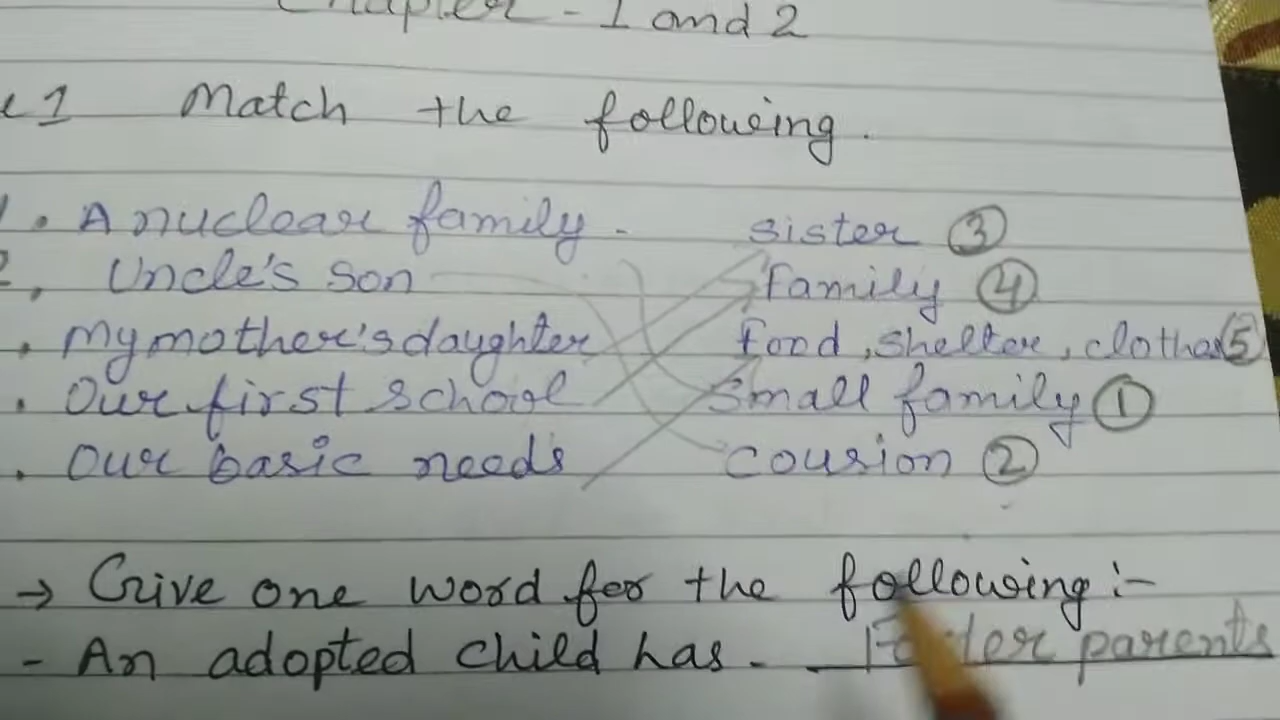 Chapter - 1 and 2
1 Match the following.
1. A nuclear family - sister ③
2, Uncle's son family ④
. My mother's daughter Food, shelter, clothes ⑤
. Our first school Small family ①
. Our basic needs cousion ②
→ Give one word for the following :-
- An adopted child has - Foster parents